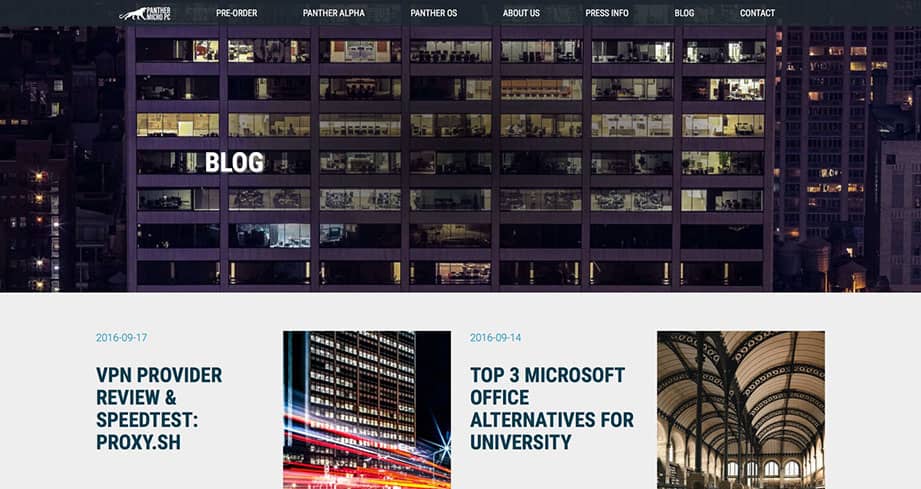 PANTHER
MICRO PC
PRE-ORDER
PANTHER ALPHA
PANTHER OS
ABOUT US
PRESS INFO
BLOG
CONTACT
BLOG
2016-09-17
VPN PROVIDER
REVIEW &
SPEEDTEST:
PROXY.SH
2016-09-14
TOP 3 MICROSOFT
OFFICE
ALTERNATIVES FOR
UNIVERSITY